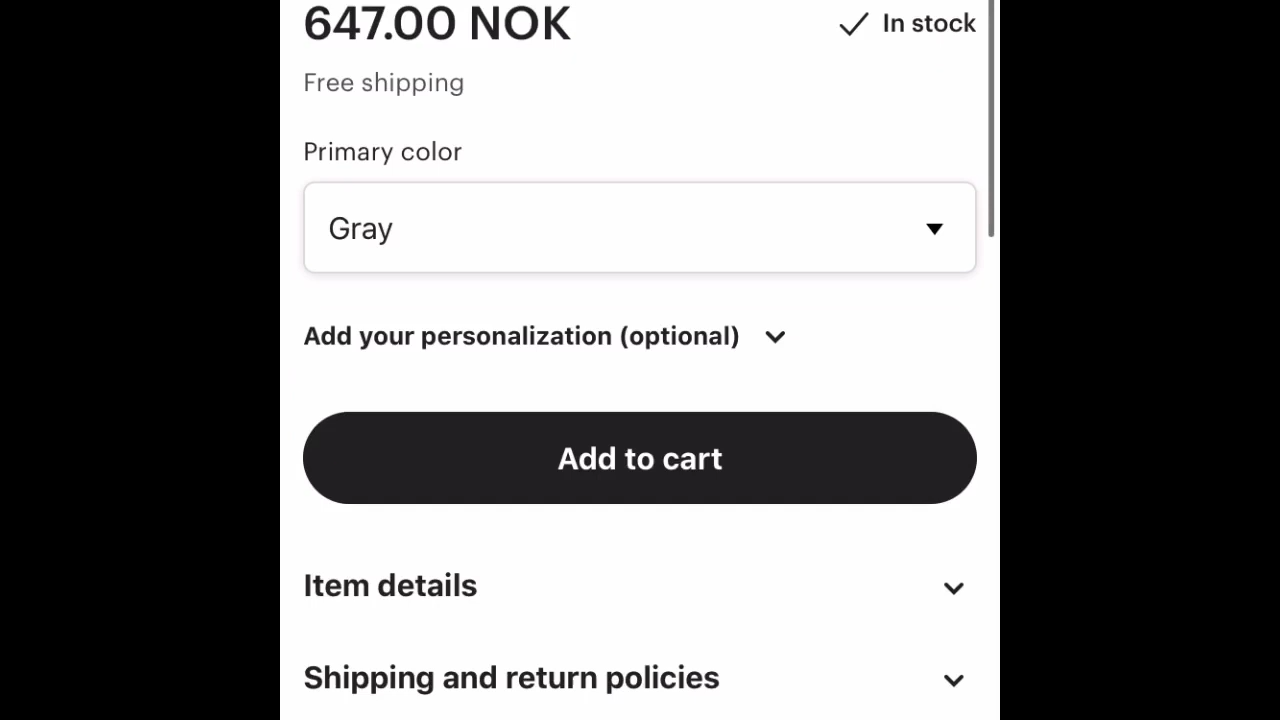 647.00 NOK
In stock
Free shipping
Primary color
Gray
Add your personalization (optional)
Add to cart
Item details
Shipping and return policies